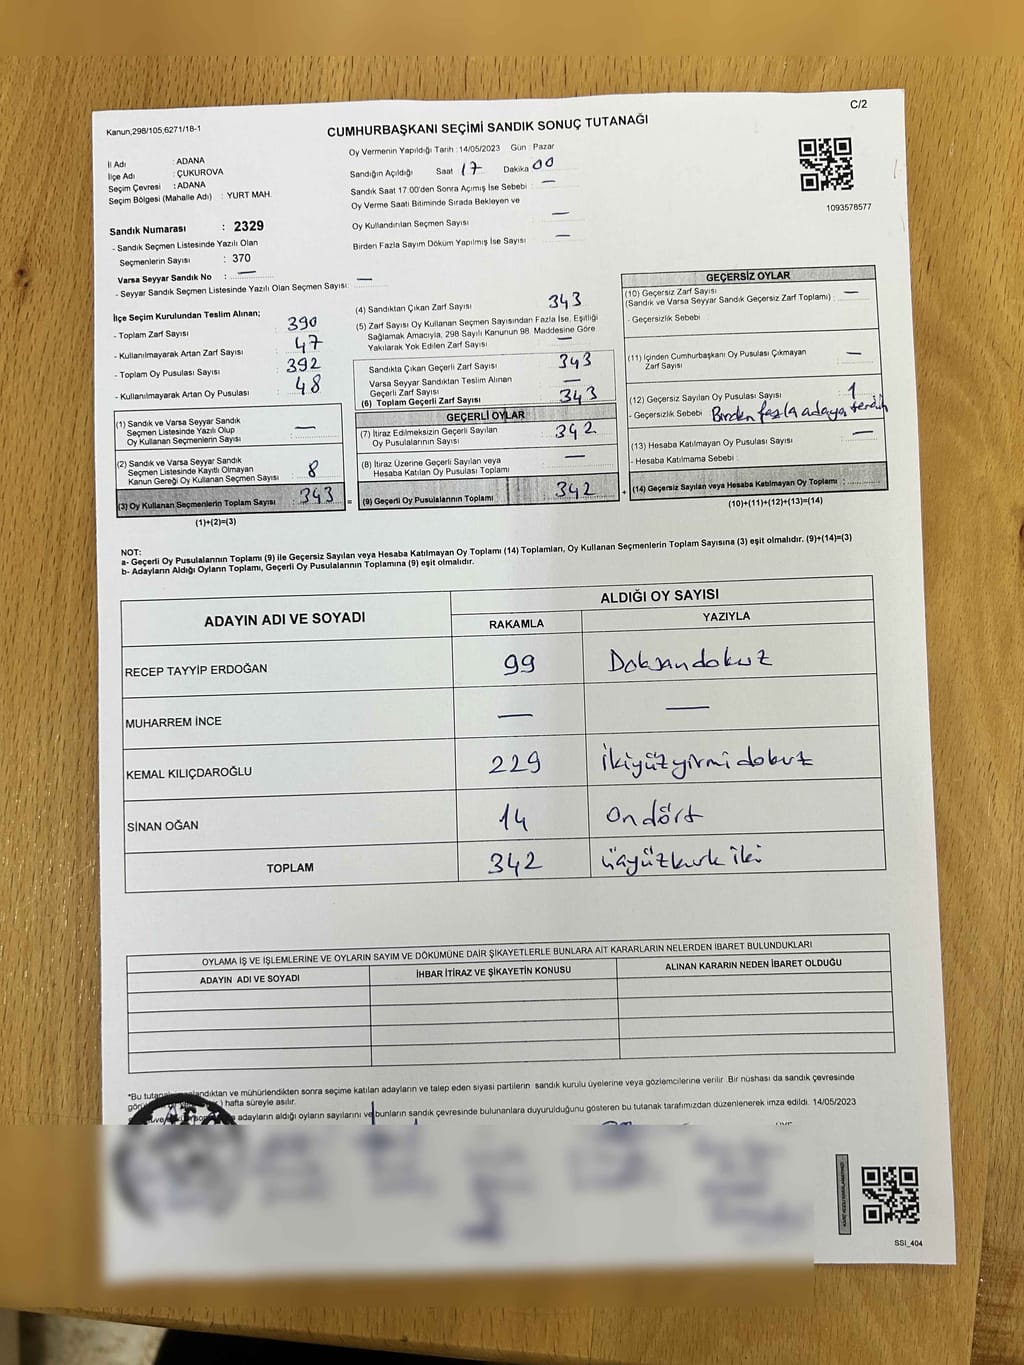 C/2
Kanun,298/105,6271/18-1
CUMHURBAŞKANI SEÇİMİ SANDIK SONUÇ TUTANAĞI
İl Adı : ADANA
İlçe Adı : ÇUKUROVA
Seçim Çevresi : ADANA
Seçim Bölgesi (Mahalle Adı) : YURT MAH.
Oy Vermenin Yapıldığı Tarih : 14/05/2023 Gün : Pazar
Sandığın Açıldığı Saat 17 Dakika 00
Sandık Saat 17.00'den Sonra Açımış İse Sebebi : —
Oy Verme Saati Bitiminde Sırada Bekleyen ve
Oy Kullandırılan Seçmen Sayısı —
Birden Fazla Sayım Döküm Yapılmış İse Sayısı —
1093578577
Sandık Numarası : 2329
- Sandık Seçmen Listesinde Yazılı Olan
Seçmenlerin Sayısı : 370
Varsa Seyyar Sandık No : —
- Seyyar Sandık Seçmen Listesinde Yazılı Olan Seçmen Sayısı: —
İlçe Seçim Kurulundan Teslim Alınan;
- Toplam Zarf Sayısı 390
- Kullanılmayarak Artan Zarf Sayısı 47
- Toplam Oy Pusulası Sayısı 392
- Kullanılmayarak Artan Oy Pusulası 48
(1) Sandık ve Varsa Seyyar Sandık
Seçmen Listesinde Yazılı Olup
Oy Kullanan Seçmenlerin Sayısı —
(2) Sandık ve Varsa Seyyar Sandık
Seçmen Listesinde Kayıtlı Olmayan
Kanun Gereği Oy Kullanan Seçmen Sayısı 8
(3) Oy Kullanan Seçmenlerin Toplam Sayısı 343 =
(1)+(2)=(3)
(4) Sandıktan Çıkan Zarf Sayısı 343
(5) Zarf Sayısı Oy Kullanan Seçmen Sayısından Fazla İse, Eşitliği
Sağlamak Amacıyla, 298 Sayılı Kanunun 98. Maddesine Göre
Yakılarak Yok Edilen Zarf Sayısı —
Sandıkta Çıkan Geçerli Zarf Sayısı 343
Varsa Seyyar Sandıktan Teslim Alınan
Geçerli Zarf Sayısı —
(6) Toplam Geçerli Zarf Sayısı 343
GEÇERLİ OYLAR
(7) İtiraz Edilmeksizin Geçerli Sayılan
Oy Pusulalarının Sayısı 342
(8) İtiraz Üzerine Geçerli Sayılan veya
Hesaba Katılan Oy Pusulası Toplamı —
(9) Geçerli Oy Pusulalarının Toplamı 342 +
GEÇERSİZ OYLAR
(10) Geçersiz Zarf Sayısı
(Sandık ve Varsa Seyyar Sandık Geçersiz Zarf Toplamı) : —
- Geçersizlik Sebebi :
(11) İçinden Cumhurbaşkanı Oy Pusulası Çıkmayan
Zarf Sayısı —
(12) Geçersiz Sayılan Oy Pusulası Sayısı 1
- Geçersizlik Sebebi Birden fazla adaya tercih
(13) Hesaba Katılmayan Oy Pusulası Sayısı —
- Hesaba Katılmama Sebebi :
(14) Geçersiz Sayılan veya Hesaba Katılmayan Oy Toplamı :
(10)+(11)+(12)+(13)=(14)
NOT:
a- Geçerli Oy Pusulalarının Toplamı (9) ile Geçersiz Sayılan veya Hesaba Katılmayan Oy Toplamı (14) Toplamları, Oy Kullanan Seçmenlerin Toplam Sayısına (3) eşit olmalıdır. (9)+(14)=(3)
b- Adayların Aldığı Oyların Toplamı, Geçerli Oy Pusulalarının Toplamına (9) eşit olmalıdır.
ADAYIN ADI VE SOYADI ALDIĞI OY SAYISI
RAKAMLA YAZIYLA
RECEP TAYYİP ERDOĞAN 99 Doksandokuz
MUHARREM İNCE — —
KEMAL KILIÇDAROĞLU 229 İkiyüzyirmidokuz
SİNAN OĞAN 14 Ondört
TOPLAM 342 üçyüzkırk iki
OYLAMA İŞ VE İŞLEMLERİNE VE OYLARIN SAYIM VE DÖKÜMÜNE DAİR ŞİKAYETLERLE BUNLARA AİT KARARLARIN NELERDEN İBARET BULUNDUKLARI
ADAYIN ADI VE SOYADI İHBAR İTİRAZ VE ŞİKAYETİN KONUSU ALINAN KARARIN NEDEN İBARET OLDUĞU
*Bu andıktan ve mühürlendikten sonra seçime katılan adayların ve talep eden siyasi partilerin sandık kurulu üyelerine veya gözlemcilerine verilir. Bir nüshası da sandık çevresinde
hafta süreyle asılır.
adayların aldığı oyların sayılarını ve bunların sandık çevresinde bulunanlara duyurulduğunu gösteren bu tutanak tarafımızdan düzenlenerek imza edildi. 14/05/2023
SSI_404